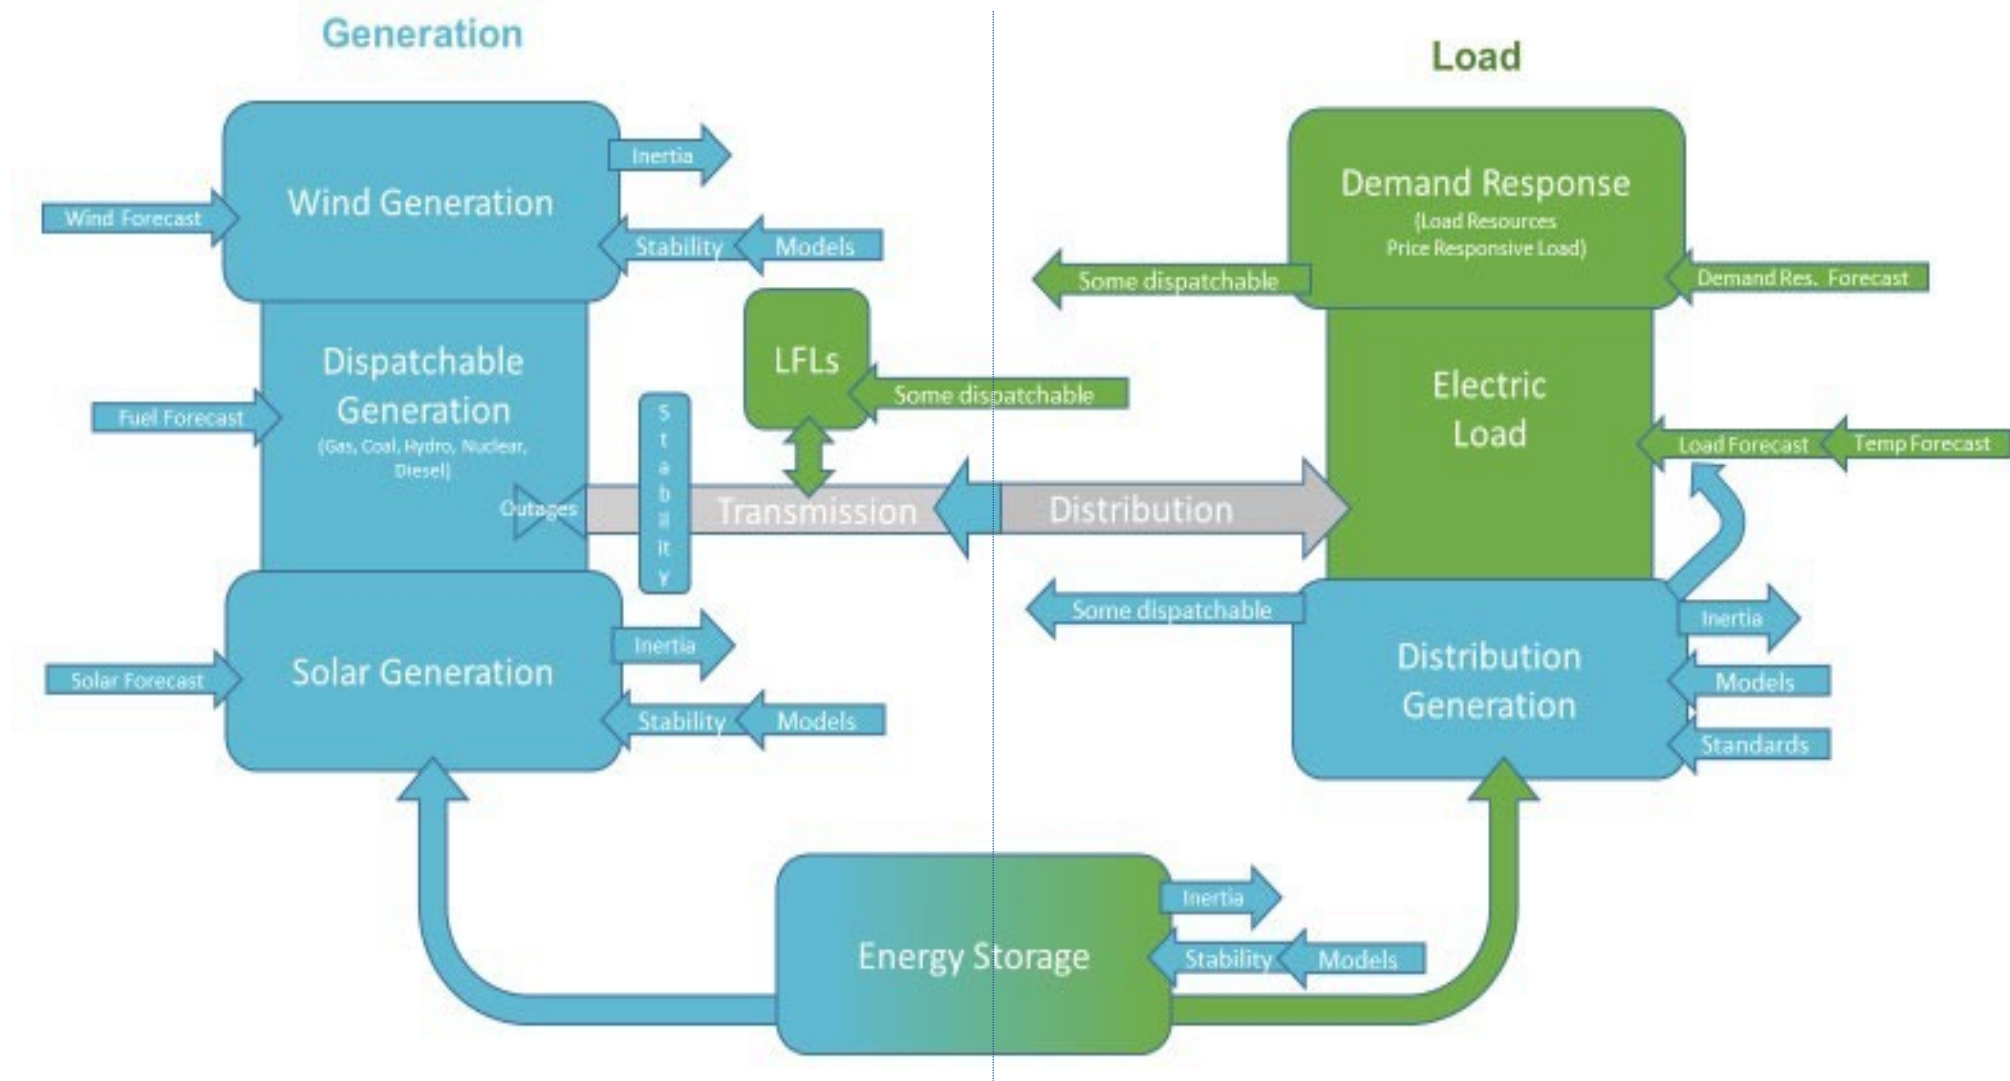 Generation
Load
Wind Generation
Wind Forecast
Inertia
Stability
Models
Dispatchable
Generation
(Gas, Coal, Hydro, Nuclear,
Diesel)
Fuel Forecast
Outages
Stability
LFLs
Some dispatchable
Transmission
Distribution
Solar Generation
Solar Forecast
Inertia
Stability
Models
Demand Response
(Load Resources
Price Responsive Load)
Some dispatchable
Demand Res. Forecast
Electric
Load
Load Forecast
Temp Forecast
Some dispatchable
Distribution
Generation
Inertia
Models
Standards
Energy Storage
Inertia
Stability
Models